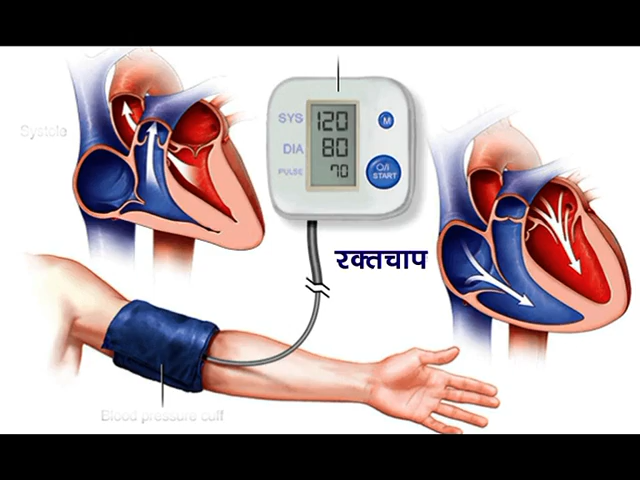 Systole
SYS 120
M
DIA 80
PULSE 70
O/I
START
रक्तचाप
Blood pressure cuff